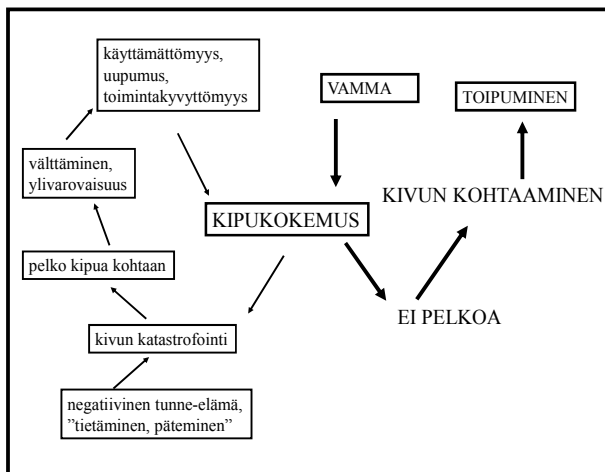 käyttämättömyys,
uupumus,
toimintakyvyttömyys
VAMMA
TOIPUMINEN
välttäminen,
ylivarovaisuus
KIVUN KOHTAAMINEN
KIPUKOKEMUS
pelko kipua kohtaan
EI PELKOA
kivun katastrofointi
negatiivinen tunne-elämä,
”tietäminen, päteminen”